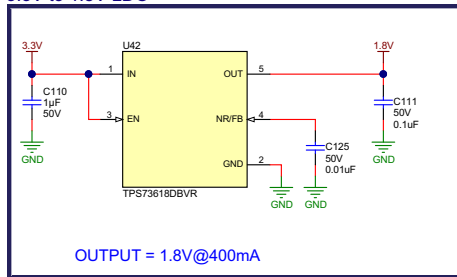 3.3V
U42
1.8V
1
IN
OUT
5
C110
1µF
50V
3
EN
NR/FB
4
C111
50V
0.1uF
C125
50V
0.01uF
GND
2
GND
GND
GND
GND
TPS73618DBVR
OUTPUT = 1.8V@400mA